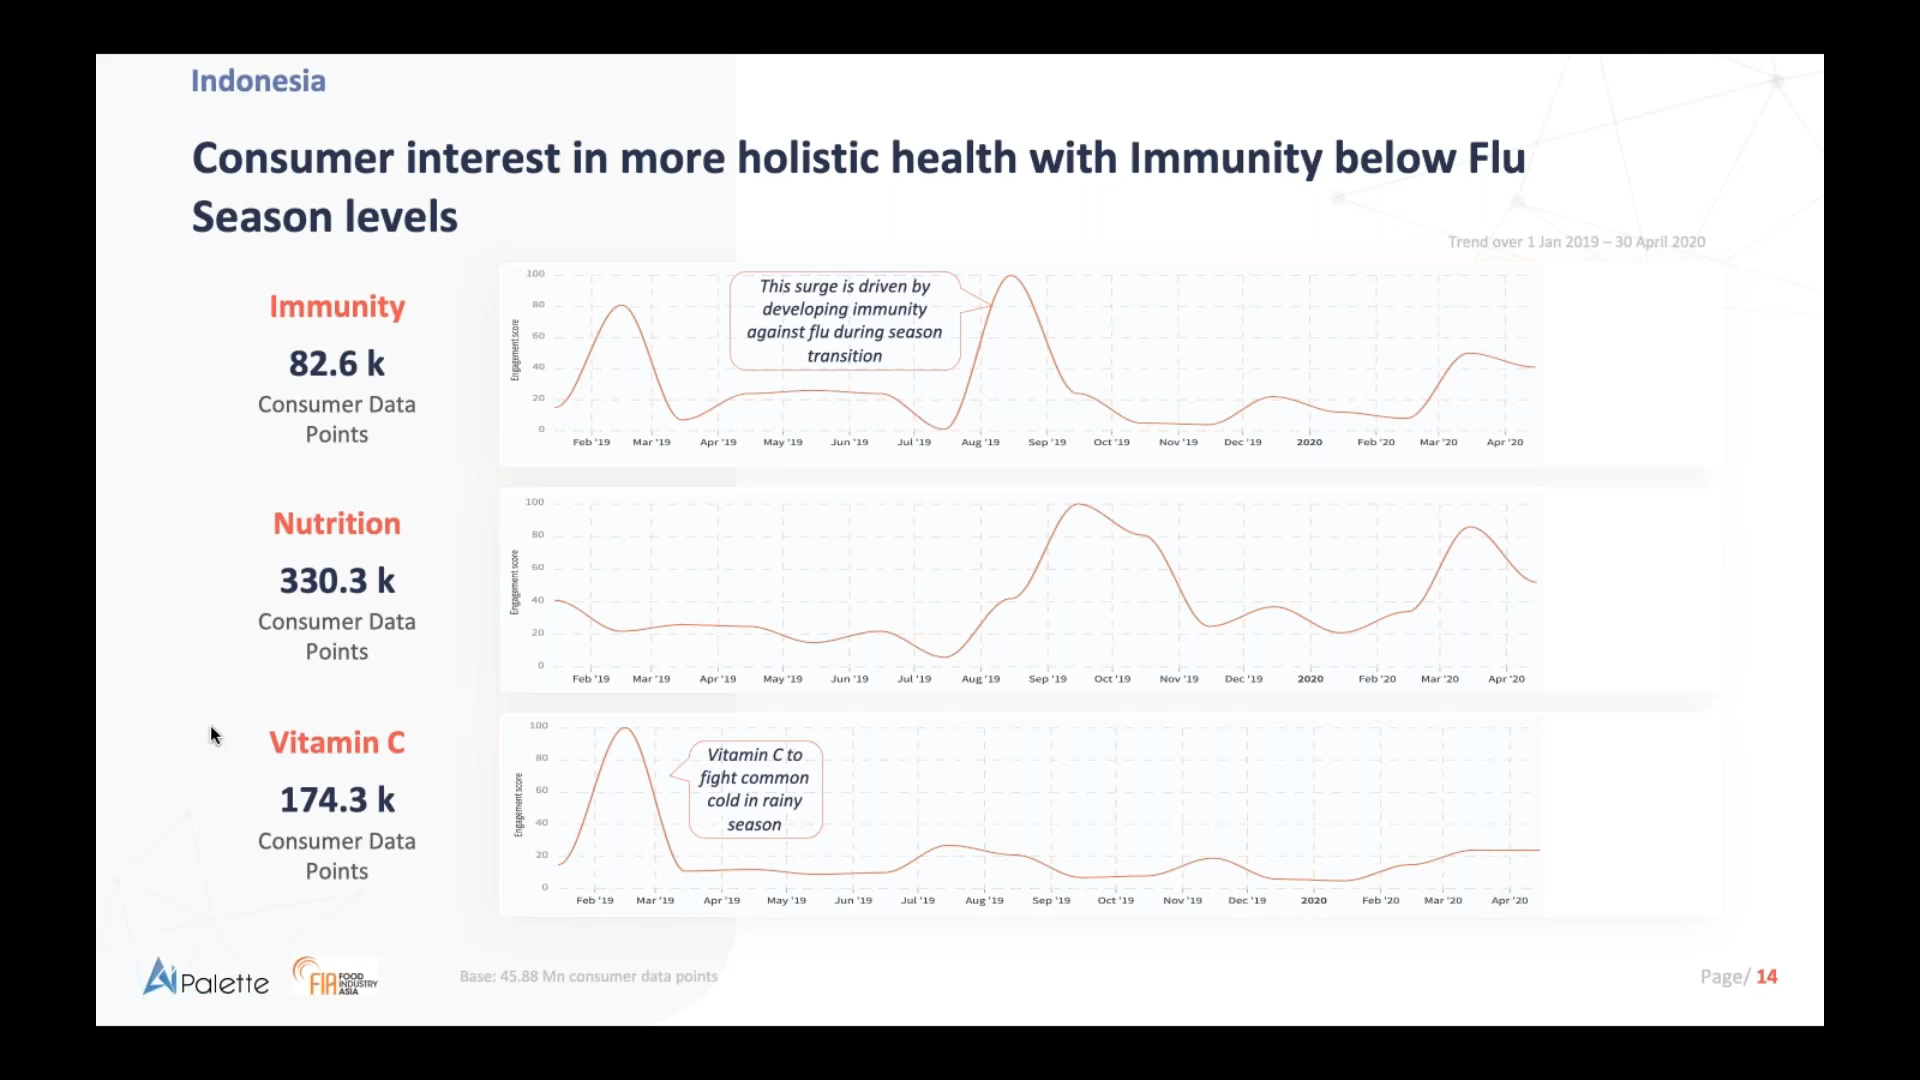 Indonesia
Consumer interest in more holistic health with Immunity below Flu
Season levels
Trend over 1 Jan 2019 – 30 April 2020
Immunity
82.6 k
Consumer Data
Points
Engagement score
100
80
60
40
20
0
This surge is driven by
developing immunity
against flu during season
transition
Feb '19 Mar '19 Apr '19 May '19 Jun '19 Jul '19 Aug '19 Sep '19 Oct '19 Nov '19 Dec '19 2020 Feb '20 Mar '20 Apr '20
Nutrition
330.3 k
Consumer Data
Points
Engagement score
100
80
60
40
20
0
Feb '19 Mar '19 Apr '19 May '19 Jun '19 Jul '19 Aug '19 Sep '19 Oct '19 Nov '19 Dec '19 2020 Feb '20 Mar '20 Apr '20
Vitamin C
174.3 k
Consumer Data
Points
Engagement score
100
80
60
40
20
0
Vitamin C to
fight common
cold in rainy
season
Feb '19 Mar '19 Apr '19 May '19 Jun '19 Jul '19 Aug '19 Sep '19 Oct '19 Nov '19 Dec '19 2020 Feb '20 Mar '20 Apr '20
Ai Palette
FIA FOOD
INDUSTRY
ASIA
Base: 45.88 Mn consumer data points
Page/ 14